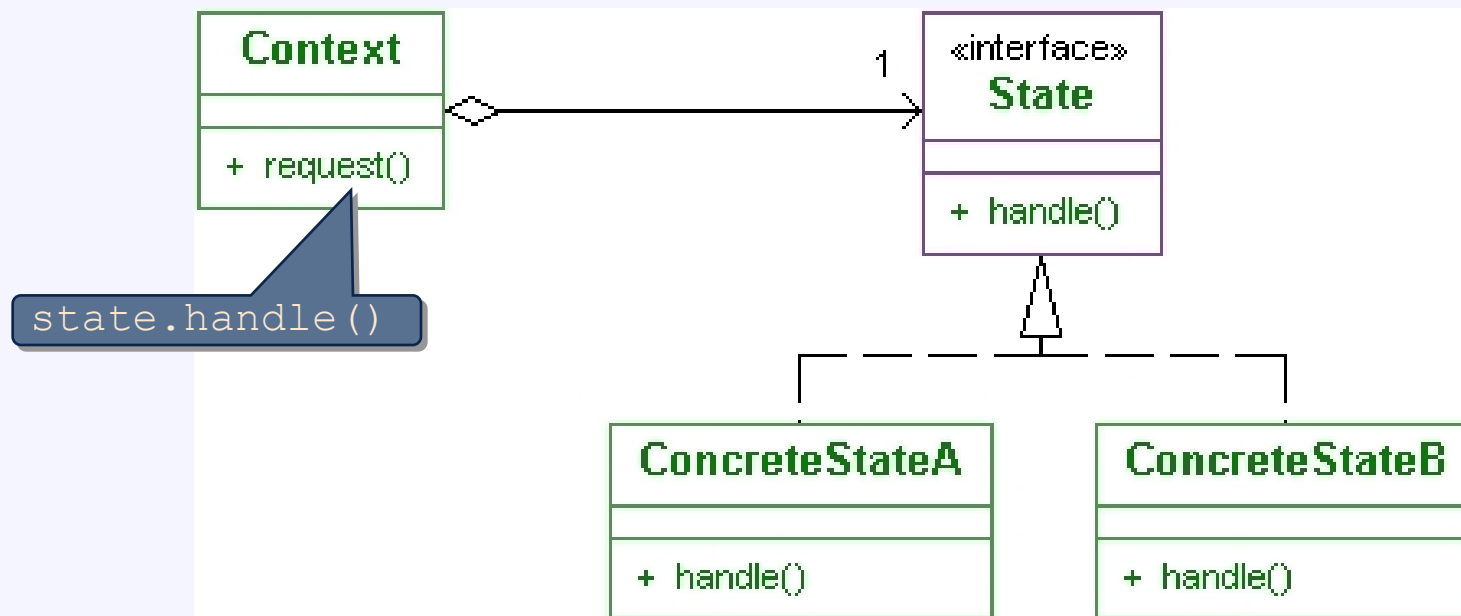 Context
+ request()
1
«interface»
State
+ handle()
state.handle()
ConcreteStateA
+ handle()
ConcreteStateB
+ handle()